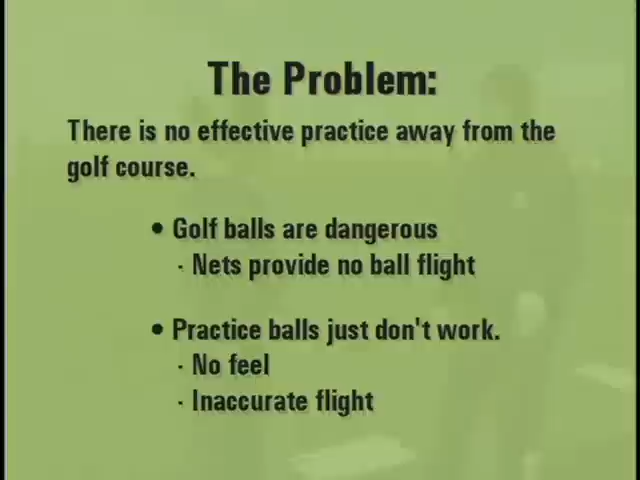 The Problem:
There is no effective practice away from the
golf course.
• Golf balls are dangerous
- Nets provide no ball flight
• Practice balls just don't work.
- No feel
- Inaccurate flight